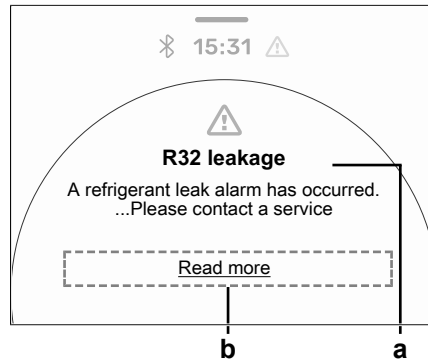 15:31
R32 leakage
A refrigerant leak alarm has occurred.
...Please contact a service
Read more
b
a